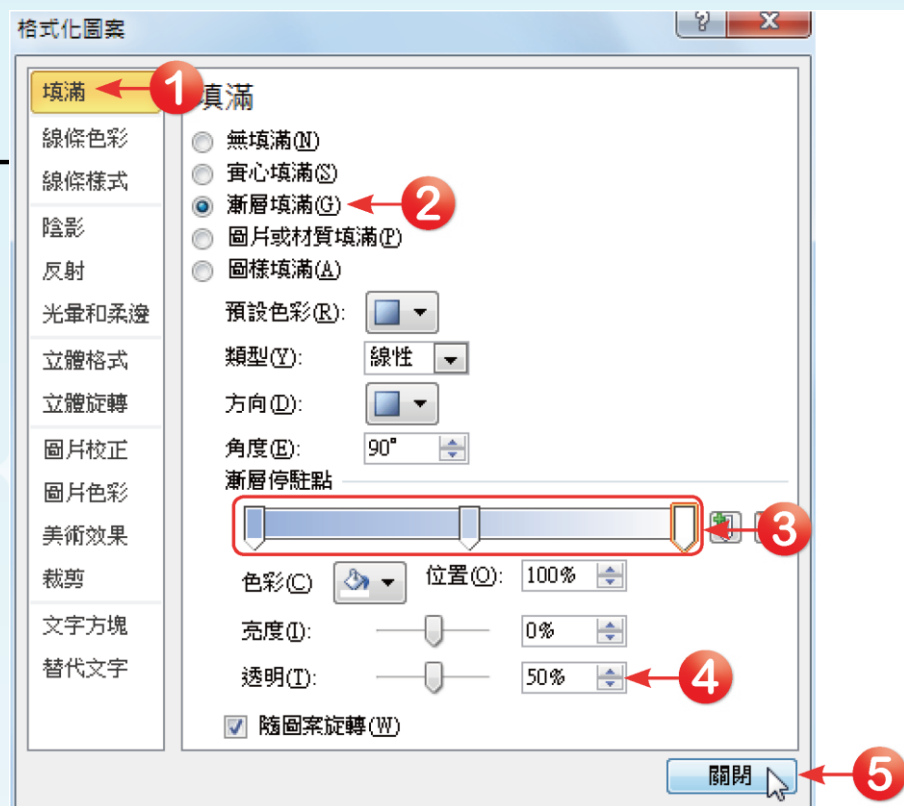 格式化圖案
?
X
填滿
1
線條色彩
線條樣式
陰影
反射
光暈和柔邊
立體格式
立體旋轉
圖片校正
圖片色彩
美術效果
裁剪
文字方塊
替代文字
填滿
無填滿(N)
實心填滿(S)
漸層填滿(G)
2
圖片或材質填滿(P)
圖樣填滿(A)
預設色彩(R):
類型(Y): 線性
方向(D):
角度(E): 90°
漸層停駐點
3
色彩(C) 位置(O): 100%
亮度(I): 0%
透明(T): 50%
4
隨圖案旋轉(W)
關閉
5